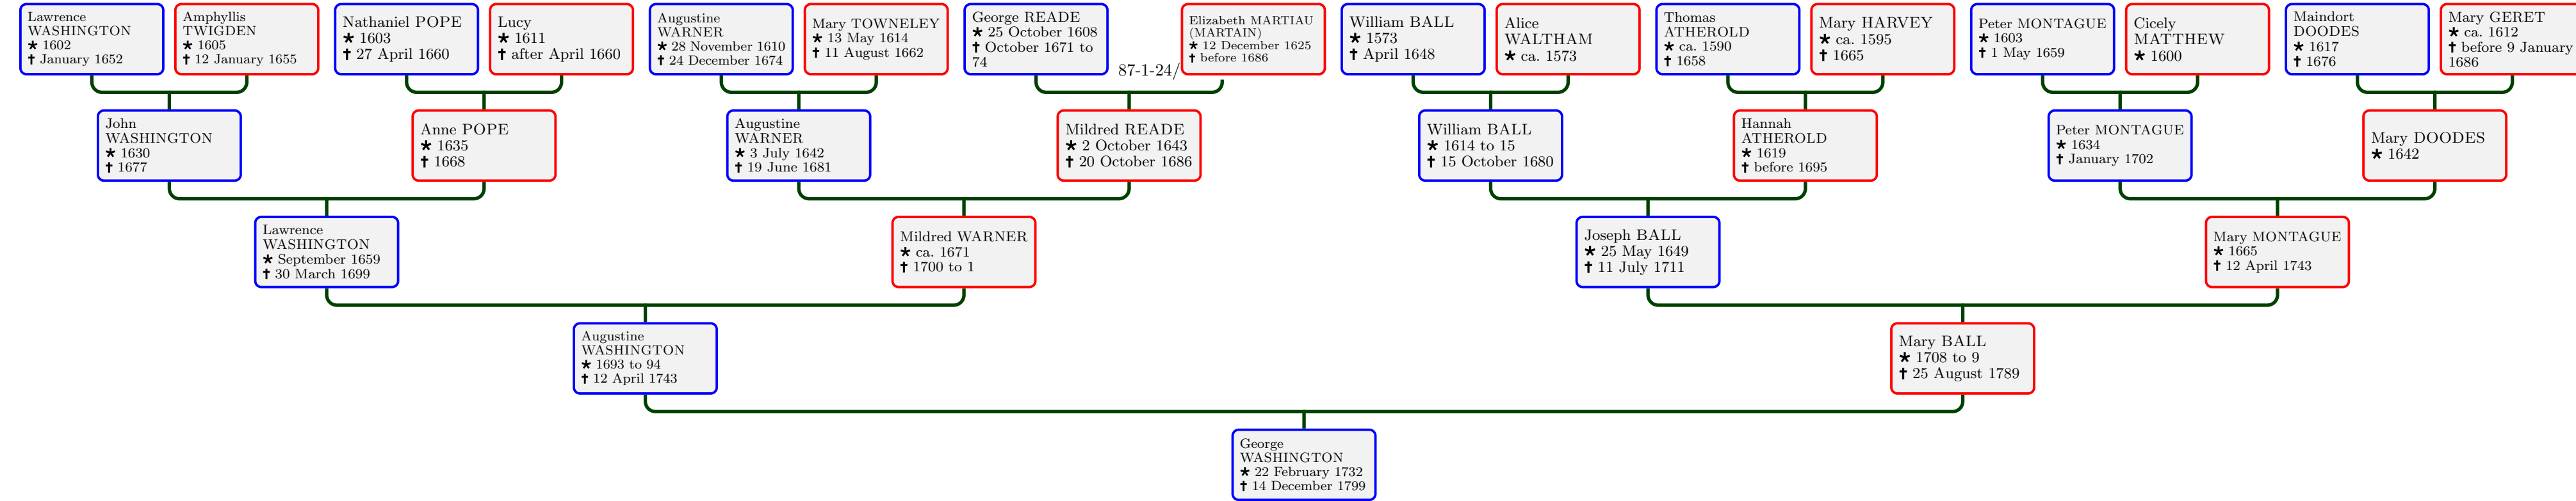 Lawrence
WASHINGTON
★ 1602
✝ January 1652
Amphyllis
TWIGDEN
★ 1605
✝ 12 January 1655
Nathaniel POPE
★ 1603
✝ 27 April 1660
Lucy
★ 1611
✝ after April 1660
Augustine
WARNER
★ 28 November 1610
✝ 24 December 1674
Mary TOWNELEY
★ 13 May 1614
✝ 11 August 1662
George READE
★ 25 October 1608
✝ October 1671 to
74
87-1-24/
Elizabeth MARTIAU
(MARTAIN)
★ 12 December 1625
✝ before 1686
William BALL
★ 1573
✝ April 1648
Alice
WALTHAM
★ ca. 1573
Thomas
ATHEROLD
★ ca. 1590
✝ 1658
Mary HARVEY
★ ca. 1595
✝ 1665
Peter MONTAGUE
★ 1603
✝ 1 May 1659
Cicely
MATTHEW
★ 1600
Maindort
DOODES
★ 1617
✝ 1676
Mary GERET
★ ca. 1612
✝ before 9 January
1686
John
WASHINGTON
★ 1630
✝ 1677
Anne POPE
★ 1635
✝ 1668
Augustine
WARNER
★ 3 July 1642
✝ 19 June 1681
Mildred READE
★ 2 October 1643
✝ 20 October 1686
William BALL
★ 1614 to 15
✝ 15 October 1680
Hannah
ATHEROLD
★ 1619
✝ before 1695
Peter MONTAGUE
★ 1634
✝ January 1702
Mary DOODES
★ 1642
Lawrence
WASHINGTON
★ September 1659
✝ 30 March 1699
Mildred WARNER
★ ca. 1671
✝ 1700 to 1
Joseph BALL
★ 25 May 1649
✝ 11 July 1711
Mary MONTAGUE
★ 1665
✝ 12 April 1743
Augustine
WASHINGTON
★ 1693 to 94
✝ 12 April 1743
Mary BALL
★ 1708 to 9
✝ 25 August 1789
George
WASHINGTON
★ 22 February 1732
✝ 14 December 1799